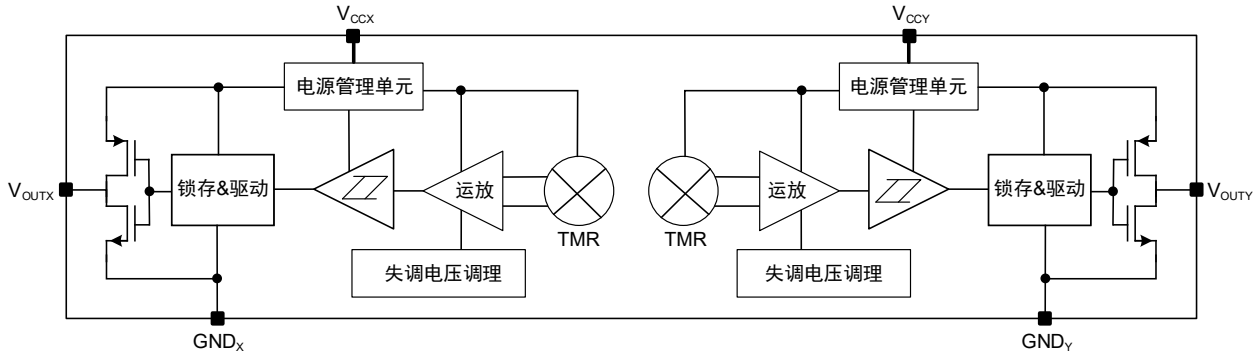 V_CCX
V_CCY
电源管理单元
电源管理单元
V_OUTX
锁存&驱动
运放
TMR
TMR
运放
锁存&驱动
V_OUTY
失调电压调理
失调电压调理
GND_X
GND_Y